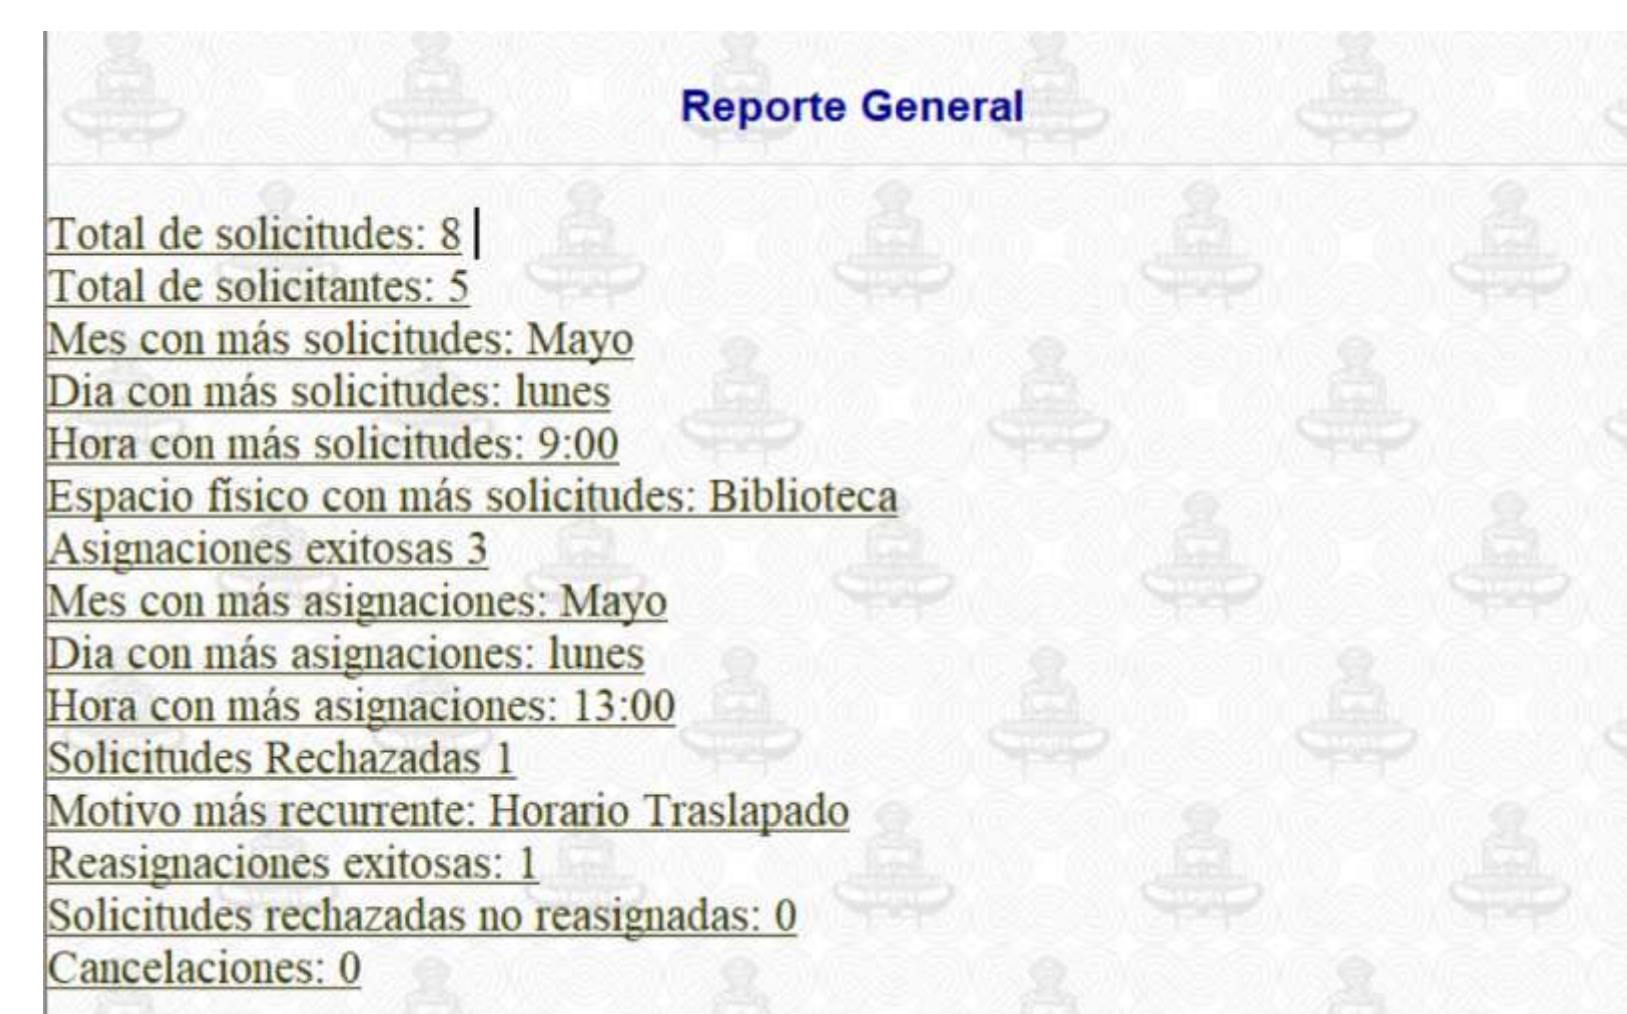 Reporte General
Total de solicitudes: 8
Total de solicitantes: 5
Mes con más solicitudes: Mayo
Dia con más solicitudes: lunes
Hora con más solicitudes: 9:00
Espacio físico con más solicitudes: Biblioteca
Asignaciones exitosas 3
Mes con más asignaciones: Mayo
Dia con más asignaciones: lunes
Hora con más asignaciones: 13:00
Solicitudes Rechazadas 1
Motivo más recurrente: Horario Traslapado
Reasignaciones exitosas: 1
Solicitudes rechazadas no reasignadas: 0
Cancelaciones: 0